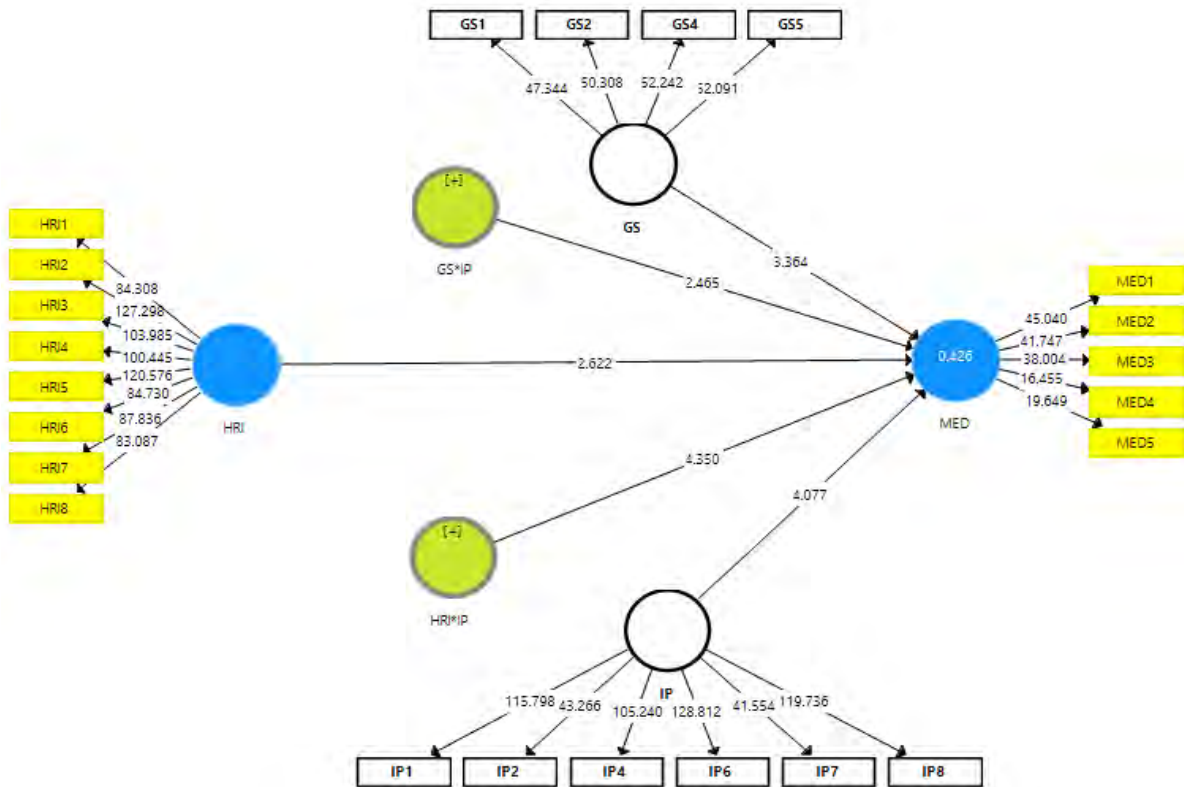 GS1 GS2 GS4 GS5
47.344 50.308 52.242 52.091
[+]
GS
GS*IP
3.364
2.465
HRI1
HRI2
HRI3
HRI4
HRI5
HRI6
HRI7
HRI8
84.308
127.298
103.985
100.445
120.576
84.730
87.836
83.087
HRI
2.622
0.426
MED
45.040
41.747
38.004
16.455
19.649
MED1
MED2
MED3
MED4
MED5
4.350
4.077
[+]
HRI*IP
IP
115.798 43.266 105.240 128.812 41.554 119.736
IP1 IP2 IP4 IP6 IP7 IP8